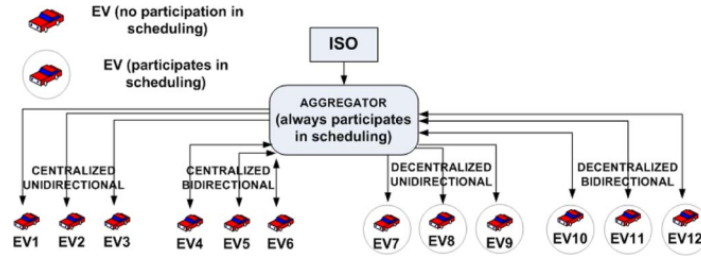 EV (no participation in
scheduling)
EV (participates in
scheduling)
ISO
AGGREGATOR
(always participates
in scheduling)
CENTRALIZED
UNIDIRECTIONAL
CENTRALIZED
BIDIRECTIONAL
DECENTRALIZED
UNIDIRECTIONAL
DECENTRALIZED
BIDIRECTIONAL
EV1
EV2
EV3
EV4
EV5
EV6
EV7
EV8
EV9
EV10
EV11
EV12